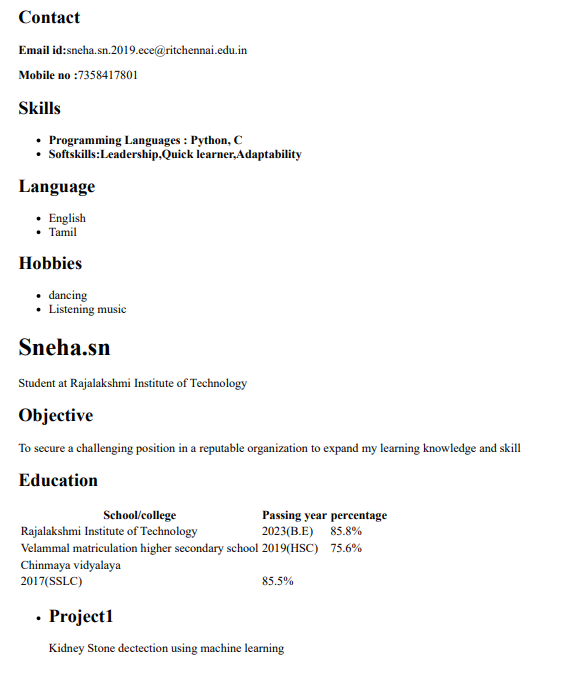 Contact
Email id:sneha.sn.2019.ece@ritchennai.edu.in
Mobile no :7358417801
Skills
• Programming Languages : Python, C
• Softskills:Leadership,Quick learner,Adaptability
Language
• English
• Tamil
Hobbies
• dancing
• Listening music
Sneha.sn
Student at Rajalakshmi Institute of Technology
Objective
To secure a challenging position in a reputable organization to expand my learning knowledge and skill
Education
School/college Passing year percentage
Rajalakshmi Institute of Technology 2023(B.E) 85.8%
Velammal matriculation higher secondary school 2019(HSC) 75.6%
Chinmaya vidyalaya
2017(SSLC) 85.5%
• Project1
Kidney Stone dectection using machine learning